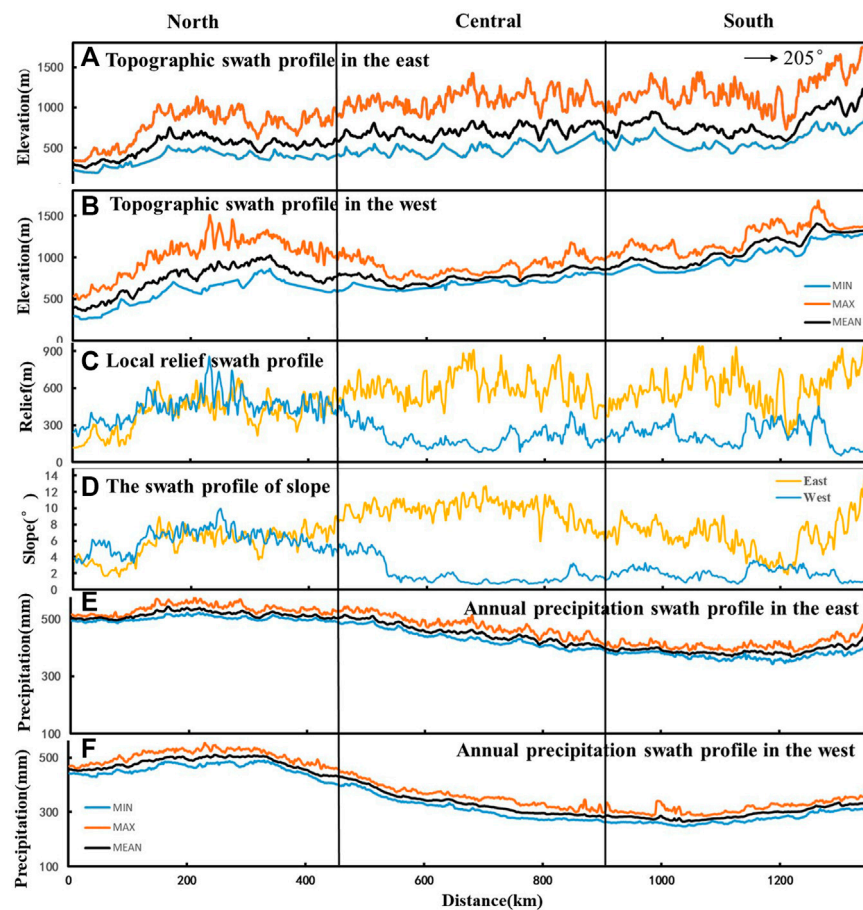 North Central South
A Topographic swath profile in the east → 205°
Elevation(m)
1500
1000
500
B Topographic swath profile in the west
Elevation(m)
1500
1000
500
0
MIN
MAX
MEAN
C Local relief swath profile
Relief(m)
900
600
300
0
D The swath profile of slope
Slope(°)
14
12
10
8
6
4
2
0
East
West
E Annual precipitation swath profile in the east
Precipitation(mm)
500
300
100
F Annual precipitation swath profile in the west
Precipitation(mm)
500
300
100
MIN
MAX
MEAN
0 200 400 600 800 1000 1200
Distance(km)